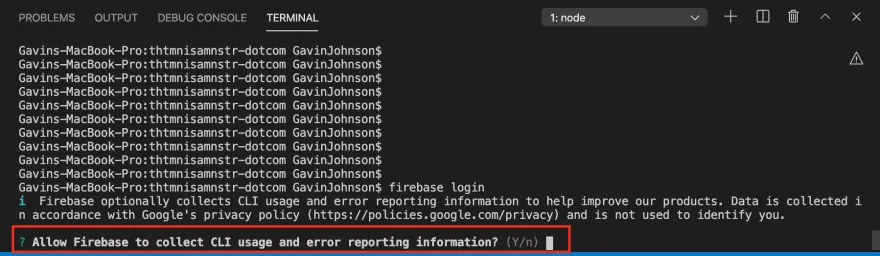 PROBLEMS OUTPUT DEBUG CONSOLE TERMINAL 1: node
Gavins-MacBook-Pro:thtmnisamnstr-dotcom GavinJohnson$
Gavins-MacBook-Pro:thtmnisamnstr-dotcom GavinJohnson$
Gavins-MacBook-Pro:thtmnisamnstr-dotcom GavinJohnson$
Gavins-MacBook-Pro:thtmnisamnstr-dotcom GavinJohnson$
Gavins-MacBook-Pro:thtmnisamnstr-dotcom GavinJohnson$
Gavins-MacBook-Pro:thtmnisamnstr-dotcom GavinJohnson$
Gavins-MacBook-Pro:thtmnisamnstr-dotcom GavinJohnson$
Gavins-MacBook-Pro:thtmnisamnstr-dotcom GavinJohnson$
Gavins-MacBook-Pro:thtmnisamnstr-dotcom GavinJohnson$
Gavins-MacBook-Pro:thtmnisamnstr-dotcom GavinJohnson$
Gavins-MacBook-Pro:thtmnisamnstr-dotcom GavinJohnson$ firebase login
i  Firebase optionally collects CLI usage and error reporting information to help improve our products. Data is collected i
n accordance with Google's privacy policy (https://policies.google.com/privacy) and is not used to identify you.
? Allow Firebase to collect CLI usage and error reporting information? (Y/n)